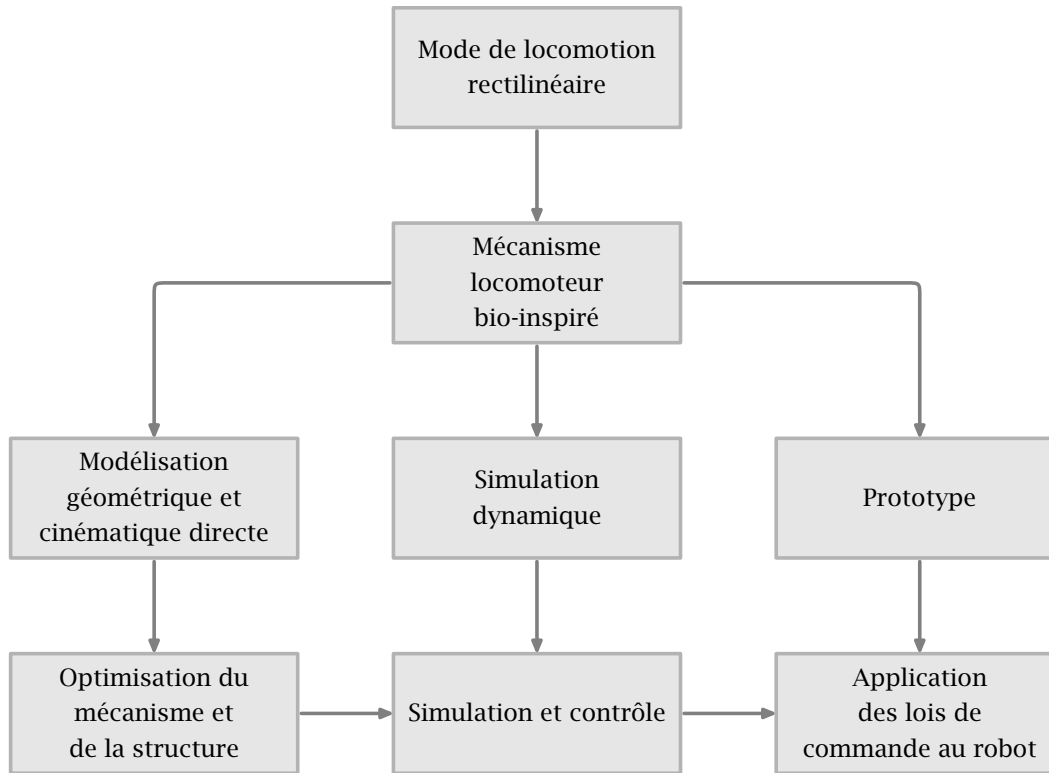 Mode de locomotion
rectilinéaire
Mécanisme
locomoteur
bio-inspiré
Modélisation
géométrique et
cinématique directe
Simulation
dynamique
Prototype
Optimisation du
mécanisme et
de la structure
Simulation et contrôle
Application
des lois de
commande au robot